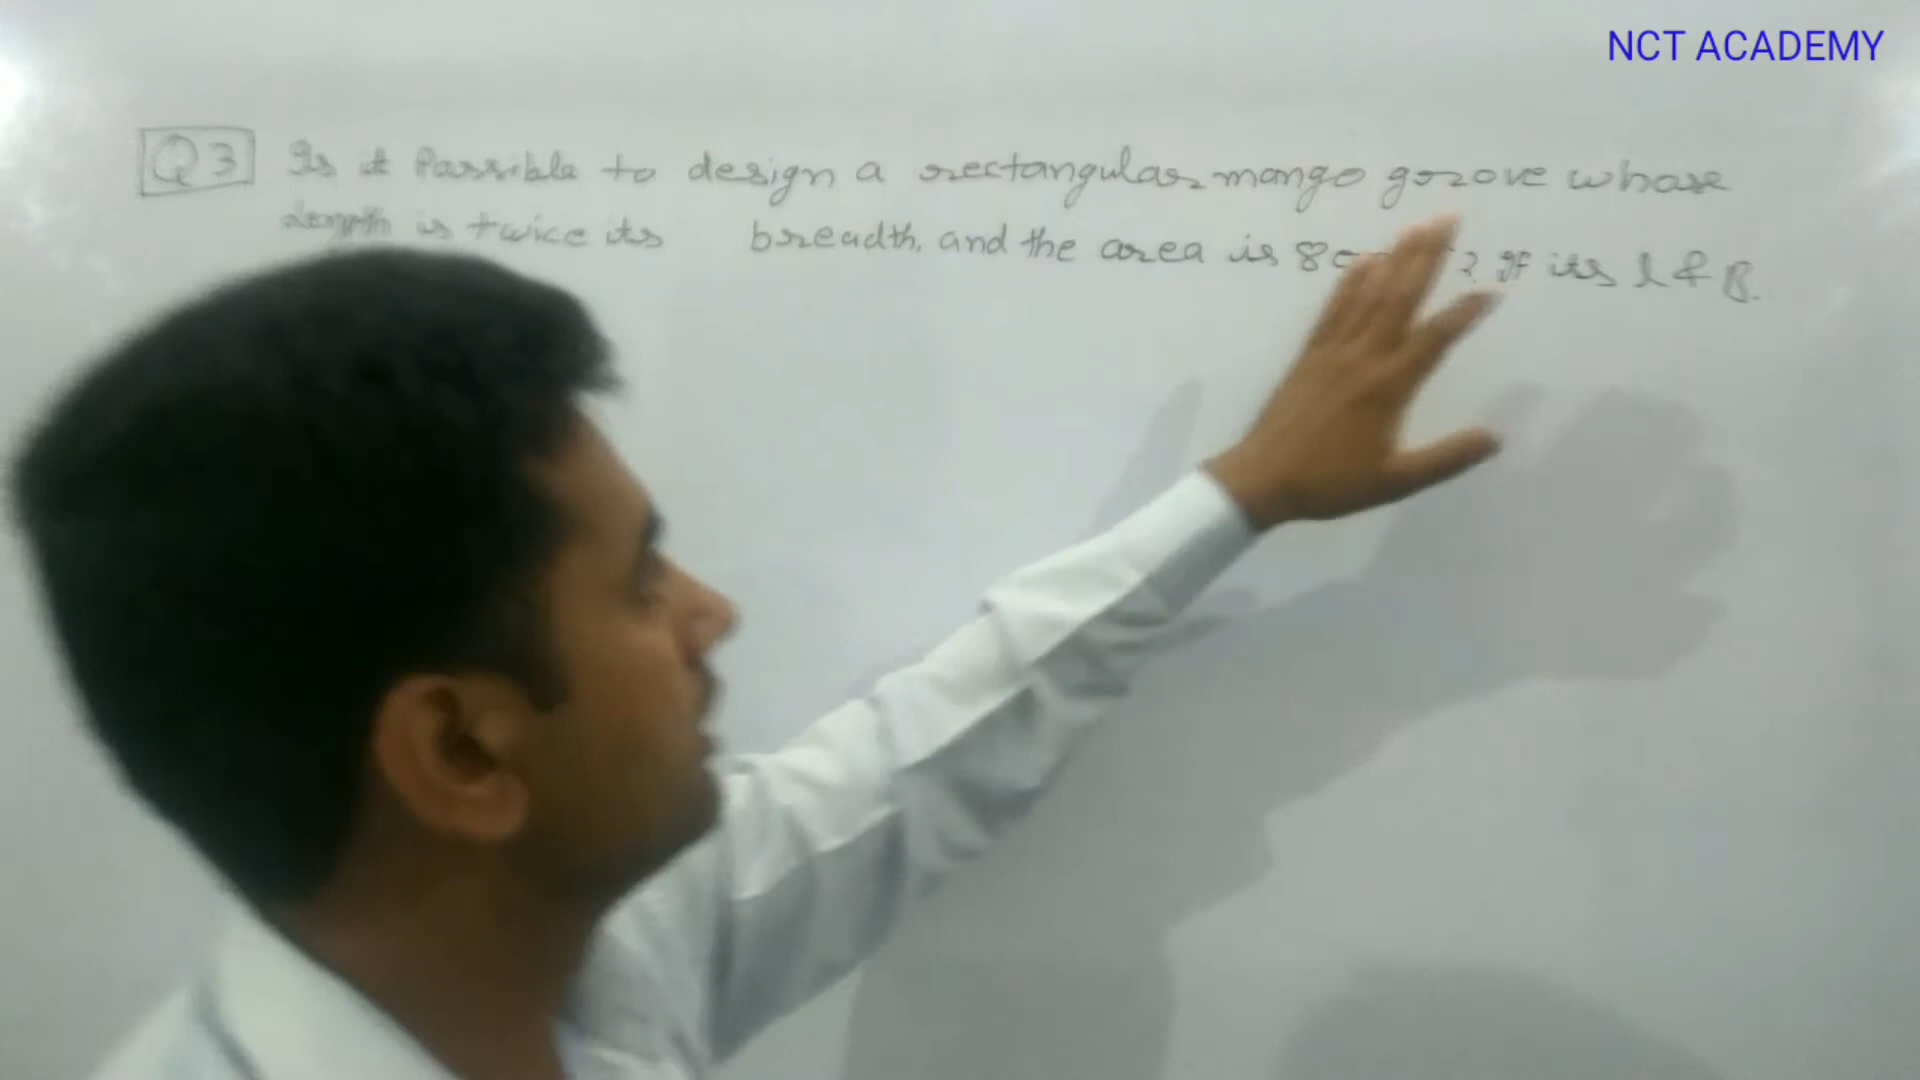 NCT ACADEMY
Q3 Is it Possible to design a rectangular mango grove whose
length is twice its breadth, and the area is 2 If its l & B.